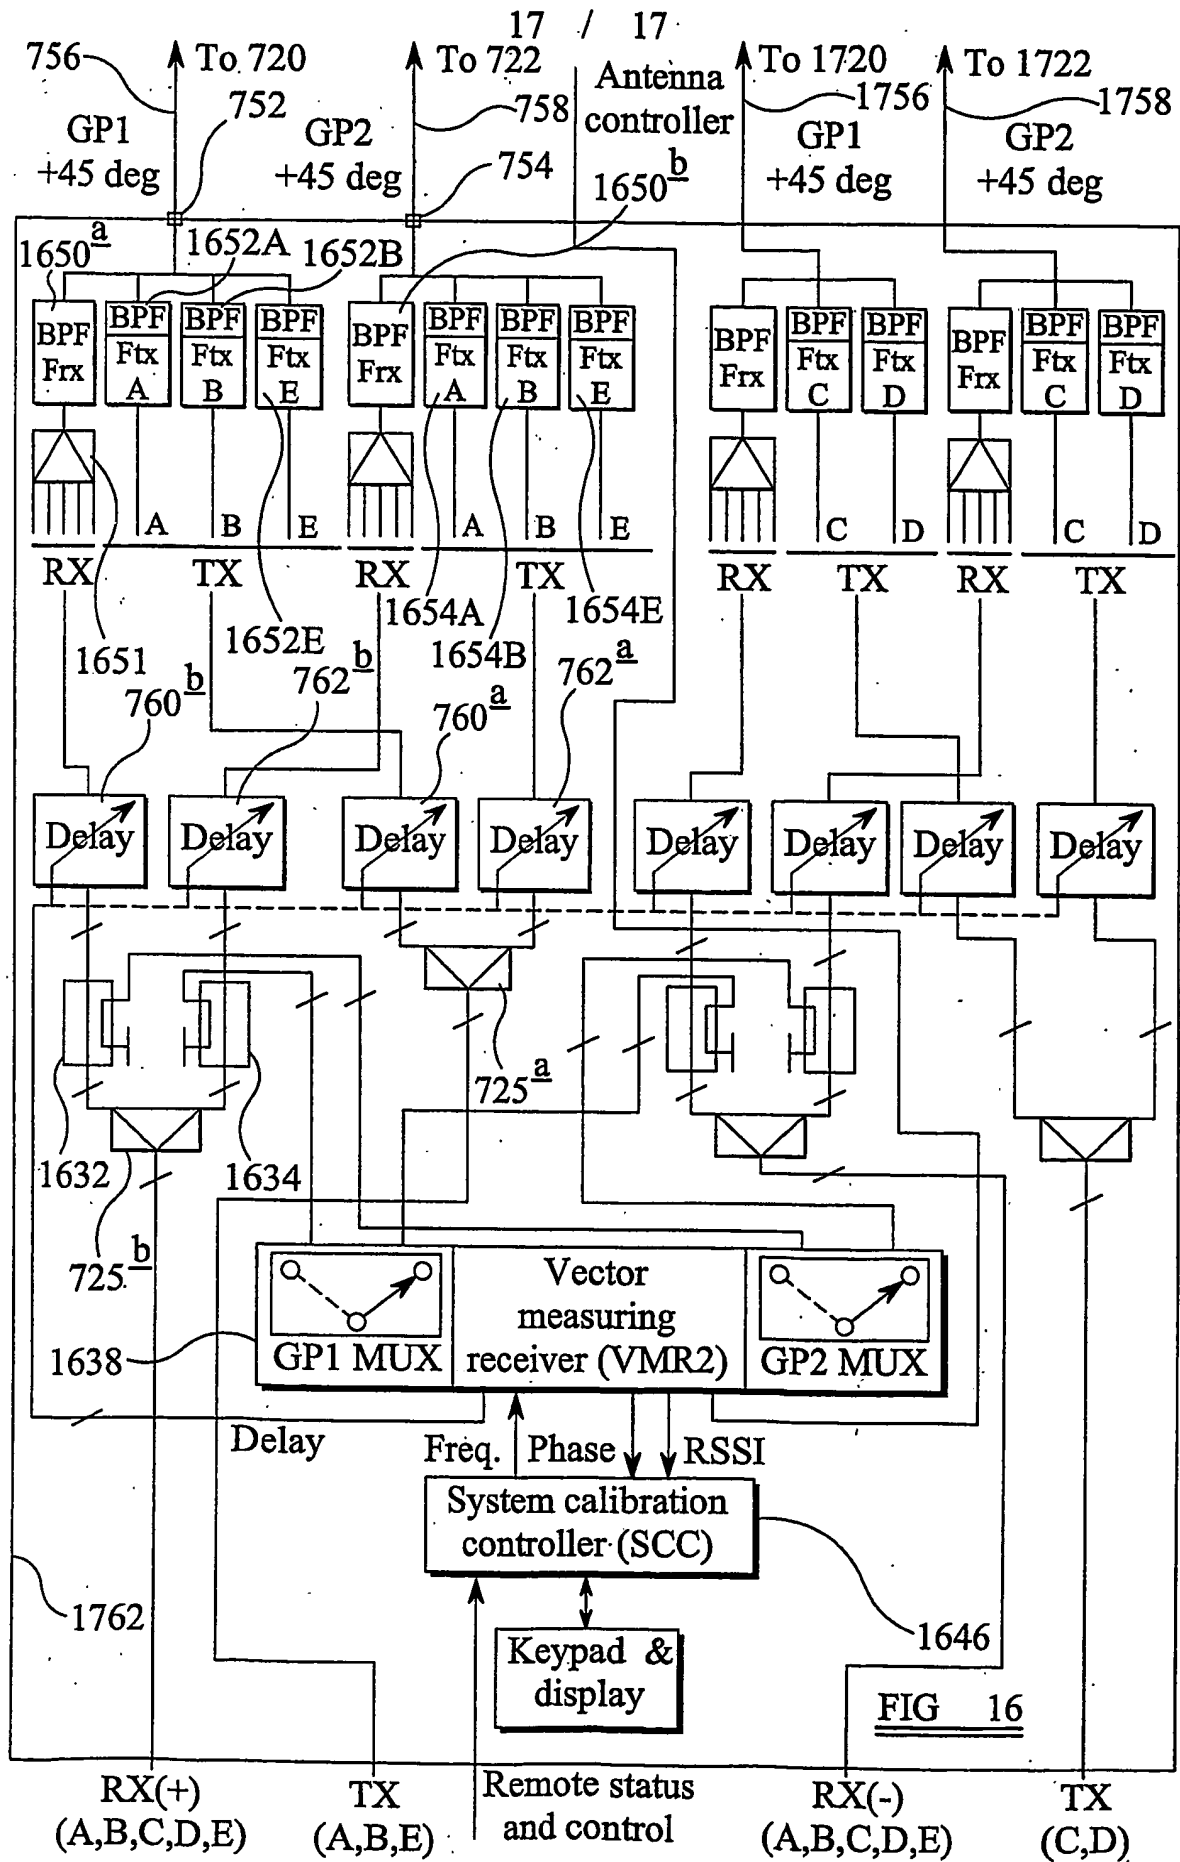 17 / 17
756
To 720
752
GP1
+45 deg
To 722
758
GP2
+45 deg
754
Antenna
controller
1650b
To 1720
1756
GP1
+45 deg
To 1722
1758
GP2
+45 deg
1650a
1652A
1652B
BPF
Frx
BPF
Ftx
A
BPF
Ftx
B
BPF
Ftx
E
BPF
Frx
BPF
Ftx
A
BPF
Ftx
B
BPF
Ftx
E
BPF
Frx
BPF
Ftx
C
BPF
Ftx
D
BPF
Frx
BPF
Ftx
C
BPF
Ftx
D
A B E A B E C D C D
RX TX RX TX RX TX RX TX
1651
1652E
1654A
1654B
1654E
760b
762b
760a
762a
Delay Delay Delay Delay Delay Delay Delay Delay
725a
1632
1634
725b
1638
GP1 MUX
Vector
measuring
receiver (VMR2)
GP2 MUX
Delay
Freq. Phase RSSI
System calibration
controller (SCC)
1762
1646
Keypad &
display
FIG 16
RX(+)
(A,B,C,D,E)
TX
(A,B,E)
Remote status
and control
RX(-)
(A,B,C,D,E)
TX
(C,D)